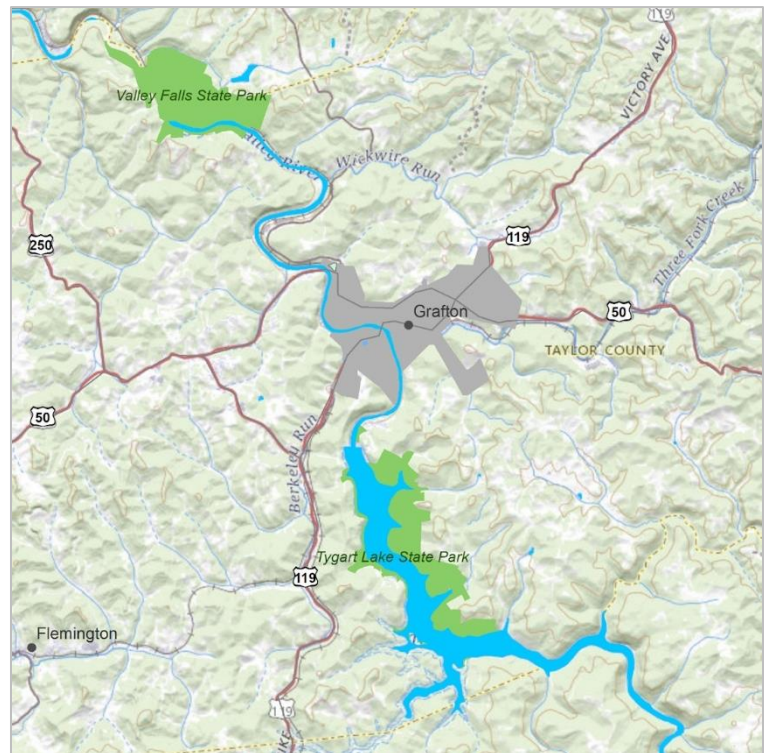 119
VICTORY AVE
Valley Falls State Park
Wickwire Run
Three Fork Creek
250
119
Grafton
50
TAYLOR COUNTY
50
Berkeley Run
Tygart Lake State Park
119
Flemington
119